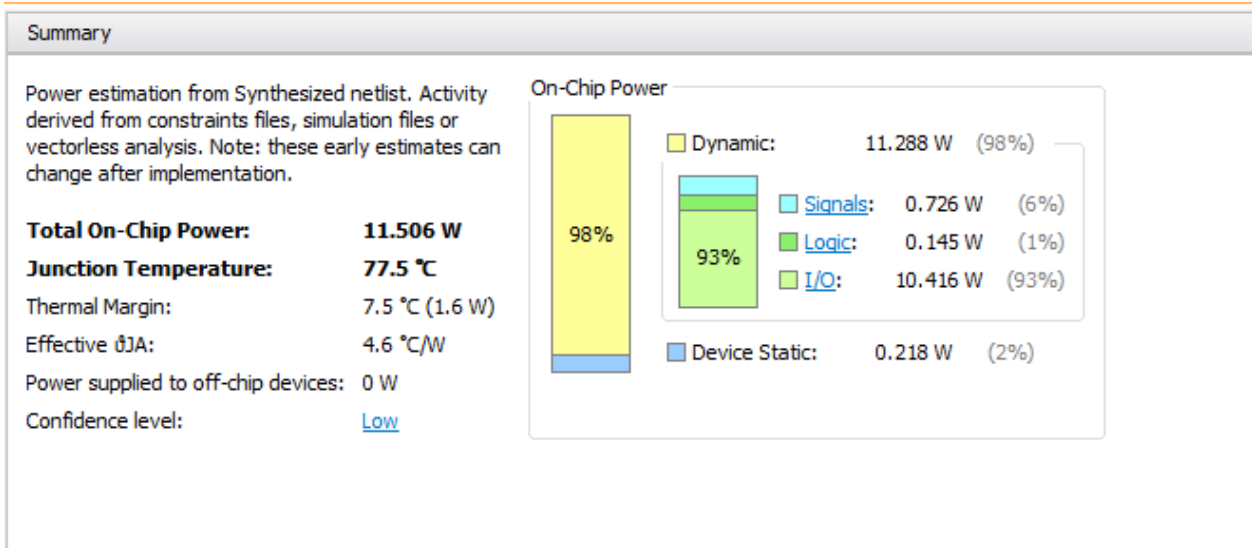 Summary
Power estimation from Synthesized netlist. Activity
derived from constraints files, simulation files or
vectorless analysis. Note: these early estimates can
change after implementation.
Total On-Chip Power: 11.506 W
Junction Temperature: 77.5 °C
Thermal Margin: 7.5 °C (1.6 W)
Effective ϑJA: 4.6 °C/W
Power supplied to off-chip devices: 0 W
Confidence level: Low
On-Chip Power
98%
Dynamic: 11.288 W (98%)
93%
Signals: 0.726 W (6%)
Logic: 0.145 W (1%)
I/O: 10.416 W (93%)
Device Static: 0.218 W (2%)